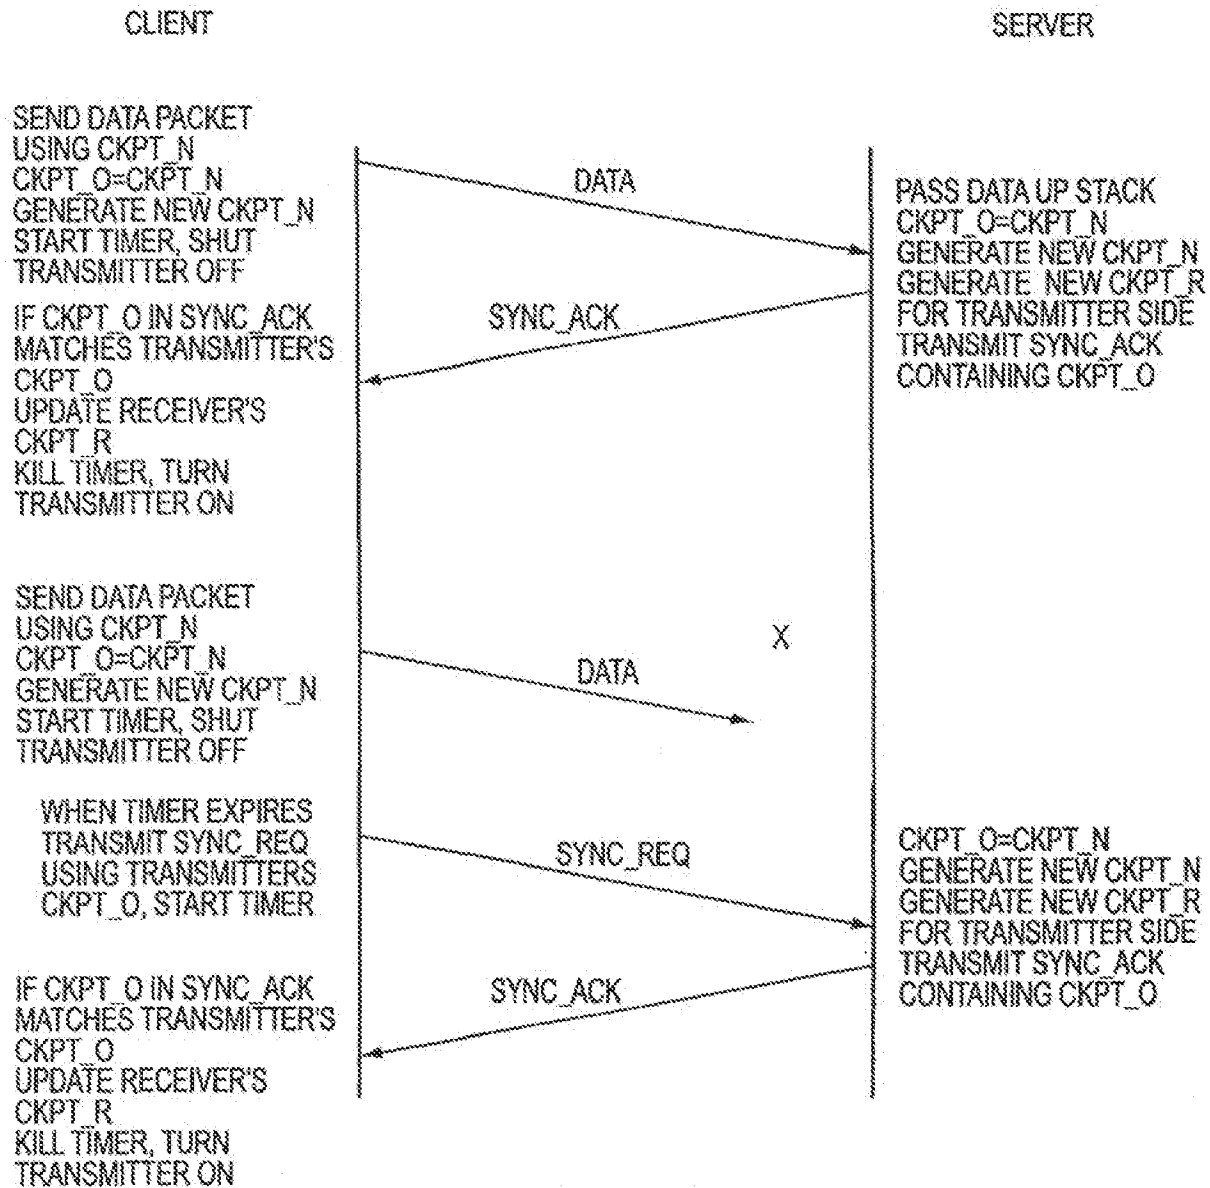 CLIENT
SERVER
SEND DATA PACKET
USING CKPT_N
CKPT_O=CKPT_N
GENERATE NEW CKPT_N
START TIMER, SHUT
TRANSMITTER OFF
DATA
PASS DATA UP STACK
CKPT_O=CKPT_N
GENERATE NEW CKPT_N
GENERATE NEW CKPT_R
FOR TRANSMITTER SIDE
TRANSMIT SYNC_ACK
CONTAINING CKPT_O
SYNC_ACK
IF CKPT_O IN SYNC_ACK
MATCHES TRANSMITTER'S
CKPT_O
UPDATE RECEIVER'S
CKPT_R
KILL TIMER, TURN
TRANSMITTER ON
SEND DATA PACKET
USING CKPT_N
CKPT_O=CKPT_N
GENERATE NEW CKPT_N
START TIMER, SHUT
TRANSMITTER OFF
DATA
X
WHEN TIMER EXPIRES
TRANSMIT SYNC_REQ
USING TRANSMITTERS
CKPT_O, START TIMER
SYNC_REQ
CKPT_O=CKPT_N
GENERATE NEW CKPT_N
GENERATE NEW CKPT_R
FOR TRANSMITTER SIDE
TRANSMIT SYNC_ACK
CONTAINING CKPT_O
SYNC_ACK
IF CKPT_O IN SYNC_ACK
MATCHES TRANSMITTER'S
CKPT_O
UPDATE RECEIVER'S
CKPT_R
KILL TIMER, TURN
TRANSMITTER ON